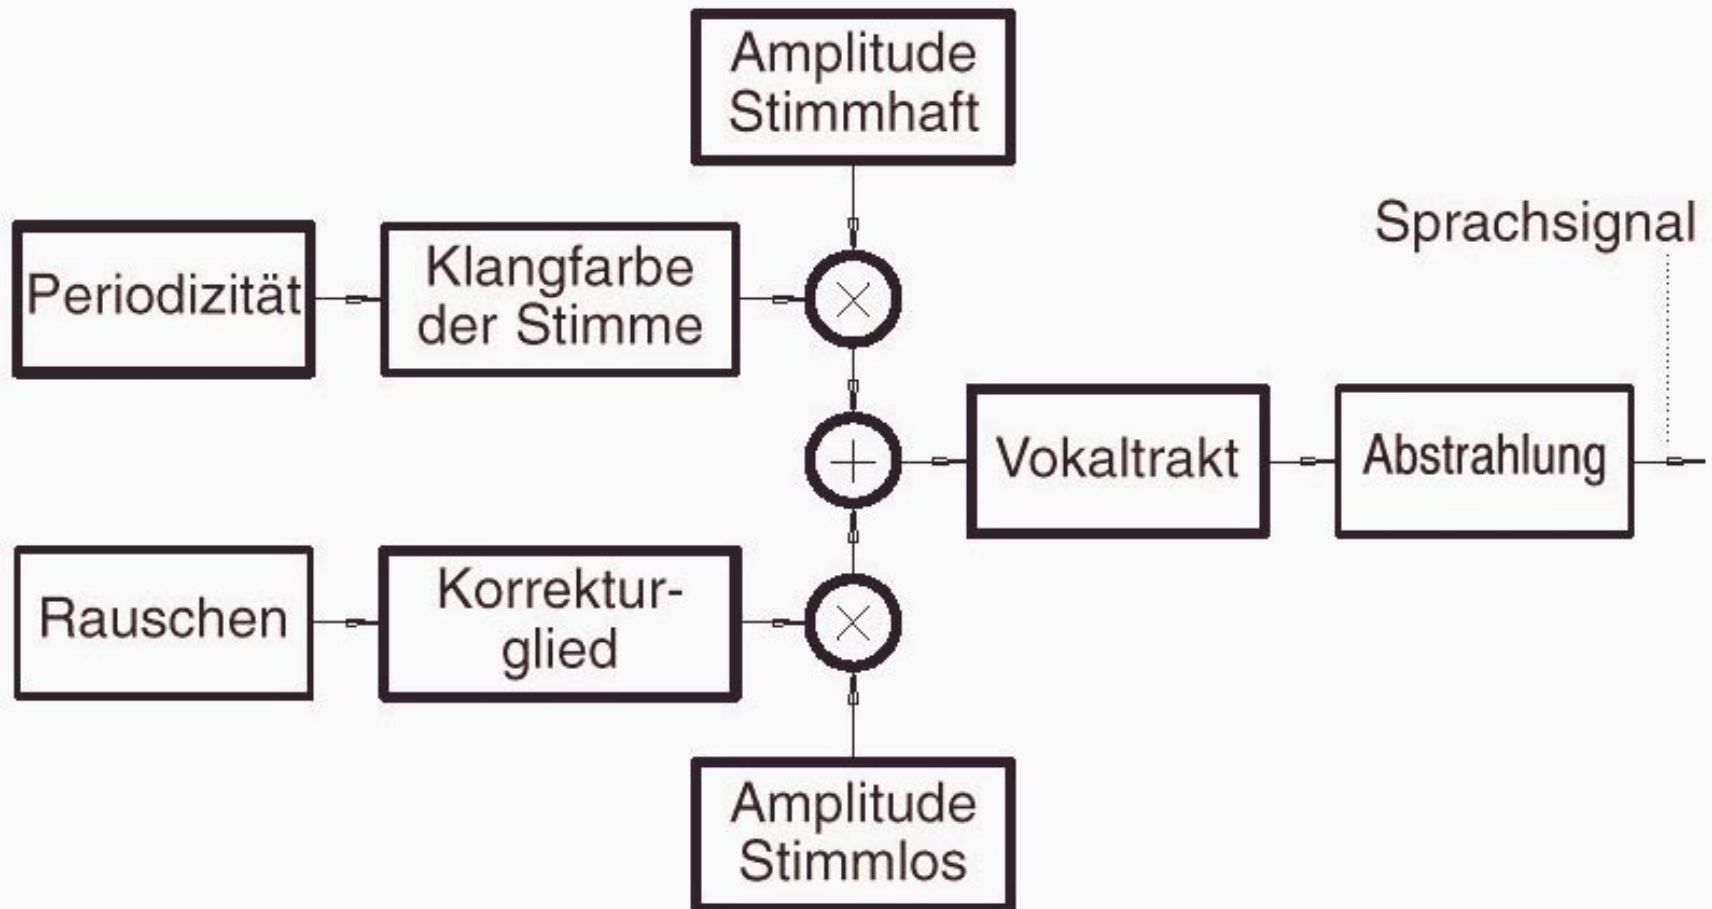 Amplitude
Stimmhaft
Sprachsignal
Periodizität
Klangfarbe
der Stimme
Vokaltrakt
Abstrahlung
Rauschen
Korrektur-
glied
Amplitude
Stimmlos